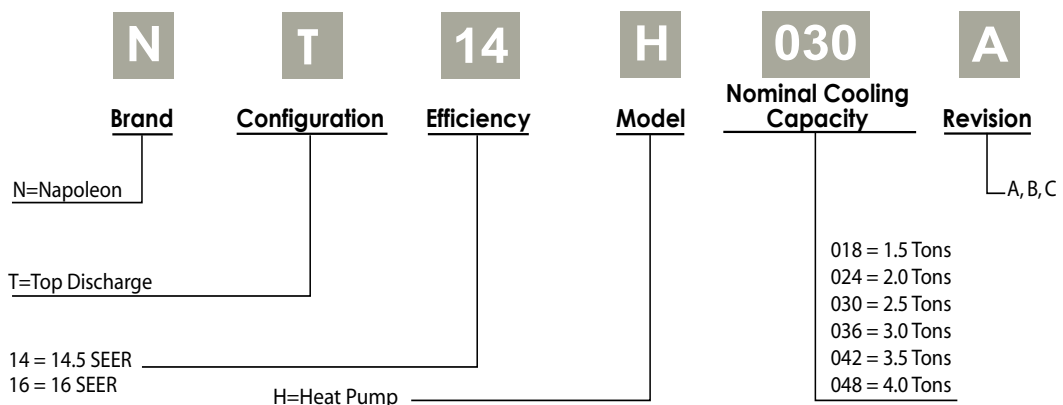 N T 14 H 030 A
Brand Configuration Efficiency Model Nominal Cooling Capacity Revision
N=Napoleon
A, B, C
T=Top Discharge
018 = 1.5 Tons
024 = 2.0 Tons
030 = 2.5 Tons
036 = 3.0 Tons
042 = 3.5 Tons
048 = 4.0 Tons
14 = 14.5 SEER
16 = 16 SEER
H=Heat Pump